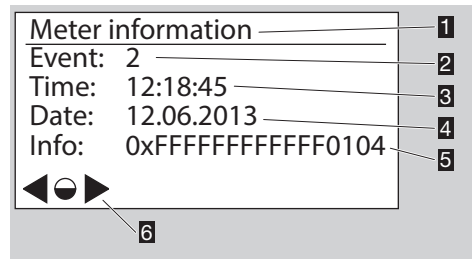 Meter information 1
Event: 2 2
Time: 12:18:45 3
Date: 12.06.2013 4
Info: 0xFFFFFFFFFFFF0104 5
6